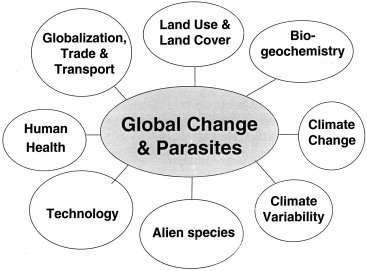 Land Use &
Land Cover
Bio-
geochemistry
Climate
Change
Climate
Variability
Alien species
Technology
Human
Health
Globalization,
Trade &
Transport
Global Change
& Parasites